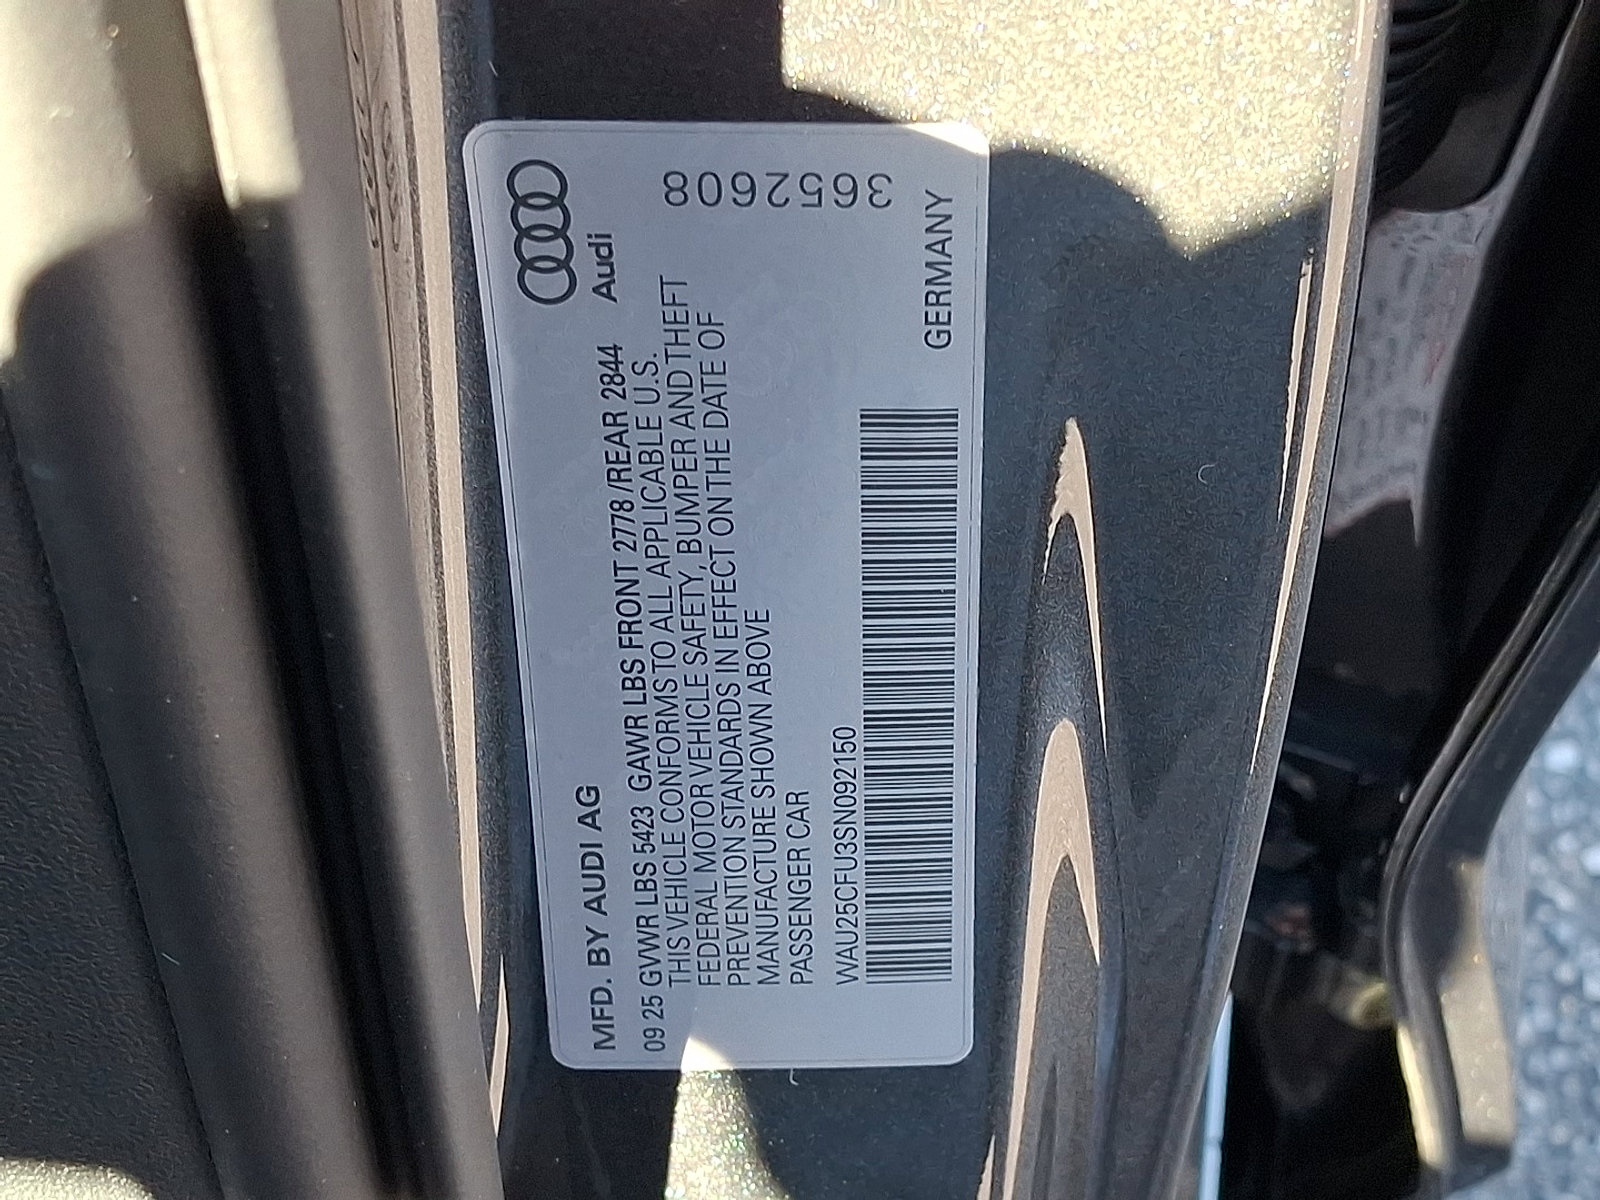 MFD. BY AUDI AG
Audi
09 25 GVWR LBS 5423 GAWR LBS FRONT 2778 /REAR 2844
THIS VEHICLE CONFORMS TO ALL APPLICABLE U.S.
FEDERAL MOTOR VEHICLE SAFETY, BUMPER AND THEFT
PREVENTION STANDARDS IN EFFECT ON THE DATE OF
MANUFACTURE SHOWN ABOVE
PASSENGER CAR
WAU25CFU3SN092150
GERMANY
3652608